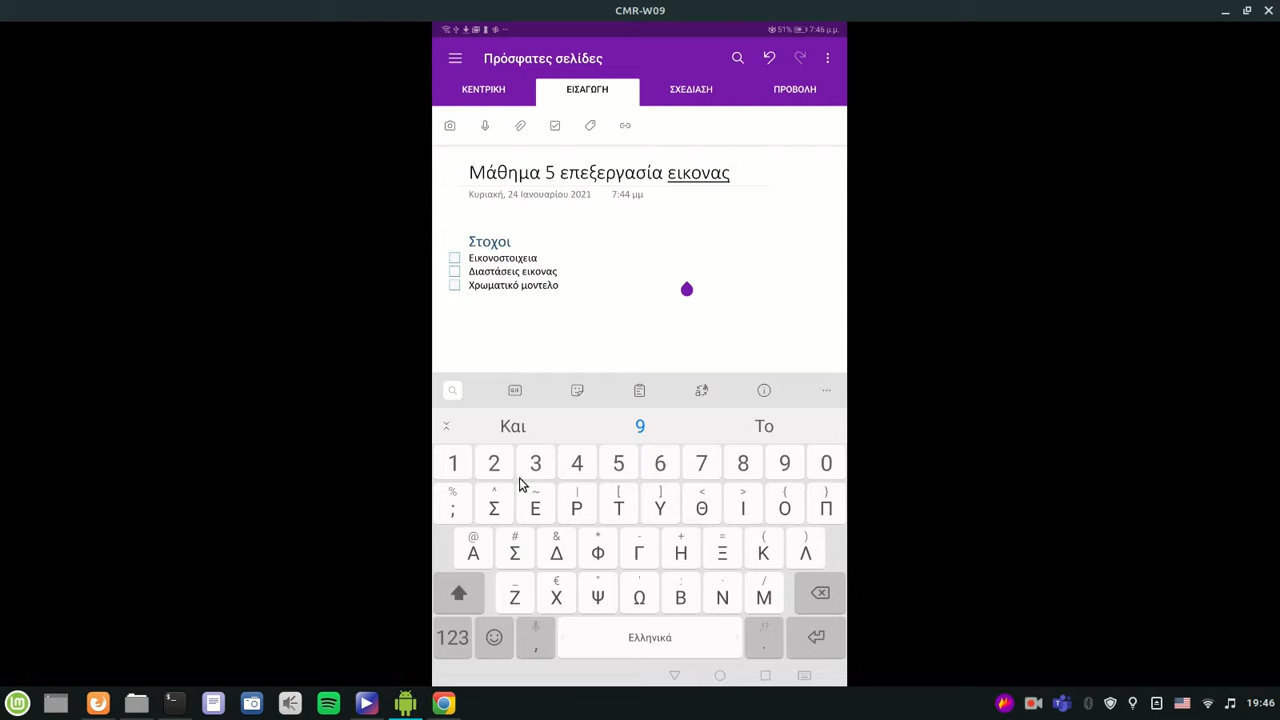 CMR-W09
51% 7:46 μ.μ.
Πρόσφατες σελίδες
ΚΕΝΤΡΙΚΗ ΕΙΣΑΓΩΓΗ ΣΧΕΔΙΑΣΗ ΠΡΟΒΟΛΗ
Μάθημα 5 επεξεργασία εικονας
Κυριακή, 24 Ιανουαρίου 2021 7:44 μμ
Στοχοι
Εικονοστοιχεια
Διαστάσεις εικονας
Χρωματικό μοντελο
GIF
Και 9 Το
1 2 3 4 5 6 7 8 9 0
% ^ ~ | [ ] < > { }
; Σ Ε Ρ Τ Υ Θ Ι Ο Π
@ # & * - + = ( )
Α Σ Δ Φ Γ Η Ξ Κ Λ
_ € " ' : · /
Ζ Χ Ψ Ω Β Ν Μ
123 , Ελληνικά .
19:46